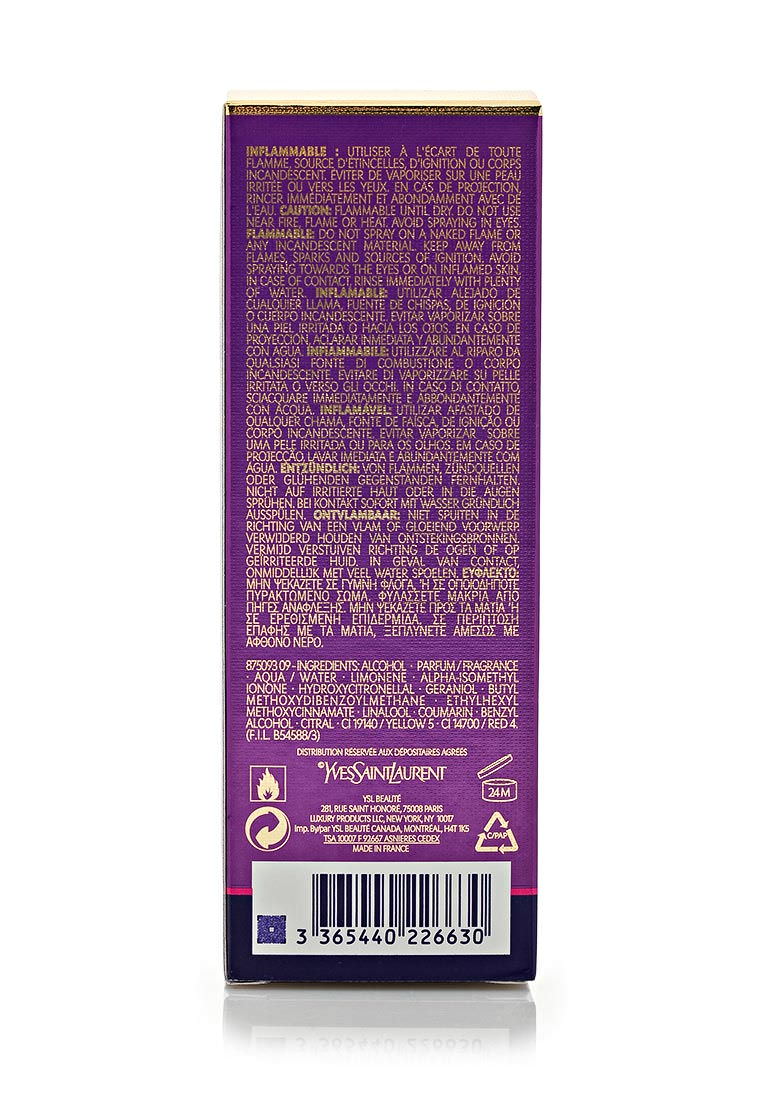 INFLAMMABLE : UTILISER À L'ÉCART DE TOUTE
FLAMME, SOURCE D'ÉTINCELLES, D'IGNITION OU CORPS
INCANDESCENT. ÉVITER DE VAPORISER SUR UNE PEAU
IRRITÉE OU VERS LES YEUX. EN CAS DE PROJECTION,
RINCER IMMÉDIATEMENT ET ABONDAMMENT AVEC DE
L'EAU. CAUTION: FLAMMABLE UNTIL DRY. DO NOT USE
NEAR FIRE, FLAME OR HEAT. AVOID SPRAYING IN EYES.
FLAMMABLE: DO NOT SPRAY ON A NAKED FLAME OR
ANY INCANDESCENT MATERIAL. KEEP AWAY FROM
FLAMES, SPARKS AND SOURCES OF IGNITION. AVOID
SPRAYING TOWARDS THE EYES OR ON INFLAMED SKIN,
IN CASE OF CONTACT, RINSE IMMEDIATELY WITH PLENTY
OF WATER. INFLAMABLE: UTILIZAR ALEJADO DE
CUALQUIER LLAMA, FUENTE DE CHISPAS, DE IGNICION
O CUERPO INCANDESCENTE. EVITAR VAPORIZAR SOBRE
UNA PIEL IRRITADA O HACIA LOS OJOS. EN CASO DE
PROYECCIÓN, ACLARAR INMEDIATA Y ABUNDANTEMENTE
CON AGUA. INFIAMMABILE: UTILIZZARE AL RIPARO DA
QUALSIASI FONTE DI COMBUSTIONE O CORPO
INCANDESCENTE. EVITARE DI VAPORIZZARE SU PELLE
IRRITATA O VERSO GLI OCCHI. IN CASO DI CONTATTO,
SCIACQUARE IMMEDIATAMENTE E ABBONDANTEMENTE
CON ACQUA. INFLAMÁVEL: UTILIZAR AFASTADO DE
QUALQUER CHAMA, FONTE DE FAÍSCA, DE IGNIÇÃO OU
CORPO INCANDESCENTE, EVITAR VAPORIZAR SOBRE
UMA PELE IRRITADA OU PARA OS OLHOS. EM CASO DE
PROJECÇÃO, LAVAR IMEDIATA E ABUNDANTEMENTE COM
ÁGUA. ENTZÜNDLICH: VON FLAMMEN, ZÜNDQUELLEN
ODER GLÜHENDEN GEGENSTÄNDEN FERNHALTEN.
NICHT AUF IRRITIERTE HAUT ODER IN DIE AUGEN
SPRÜHEN. BEI KONTAKT SOFORT MIT WASSER GRÜNDLICH
AUSSPÜLEN. ONTVLAMBAAR: NIET SPUITEN IN DE
RICHTING VAN EEN VLAM OF GLOEIEND VOORWERP.
VERWIJDERD HOUDEN VAN ONTSTEKINGSBRONNEN.
VERMIJD VERSTUIVEN RICHTING DE OGEN OF OP
GEÏRRITEERDE HUID. IN GEVAL VAN CONTACT,
ONMIDDELLIJK MET VEEL WATER SPOELEN. ΕΥΦΛΕΚΤΟ:
ΜΗΝ ΨΕΚΑΖΕΤΕ ΣΕ ΓΥΜΝΗ ΦΛΟΓΑ, Ή ΣΕ ΟΠΟΙΟΔΗΠΟΤΕ
ΠΥΡΑΚΤΩΜΕΝΟ ΣΩΜΑ. ΦΥΛΑΣΣΕΤΕ ΜΑΚΡΙΑ ΑΠΟ
ΠΗΓΕΣ ΑΝΑΦΛΕΞΗΣ. ΜΗΝ ΨΕΚΑΖΕΤΕ ΠΡΟΣ ΤΑ ΜΑΤΙΑ Ή
ΣΕ ΕΡΕΘΙΣΜΕΝΗ ΕΠΙΔΕΡΜΙΔΑ. ΣΕ ΠΕΡΙΠΤΩΣΗ
ΕΠΑΦΗΣ ΜΕ ΤΑ ΜΑΤΙΑ, ΞΕΠΛΥΝΕΤΕ ΑΜΕΣΩΣ ΜΕ
ΑΦΘΟΝΟ ΝΕΡΟ.
875093 09 - INGREDIENTS: ALCOHOL · PARFUM / FRAGRANCE
· AQUA / WATER · LIMONENE · ALPHA-ISOMETHYL
IONONE · HYDROXYCITRONELLAL · GERANIOL · BUTYL
METHOXYDIBENZOYLMETHANE · ETHYLHEXYL
METHOXYCINNAMATE · LINALOOL · COUMARIN · BENZYL
ALCOHOL · CITRAL · CI 19140 / YELLOW 5 · CI 14700 / RED 4.
(F.I.L. B54588/3)
DISTRIBUTION RÉSERVÉE AUX DÉPOSITAIRES AGRÉÉS
©YVESSAINTLAURENT
24M
YSL BEAUTÉ
281, RUE SAINT HONORÉ, 75008 PARIS
LUXURY PRODUCTS LLC, NEW YORK, NY 10017
Imp. By/par YSL BEAUTÉ CANADA, MONTRÉAL, H4T 1K5
TSA 10007 F 92667 ASNIERES CEDEX
MADE IN FRANCE
C/PAP
3 365440 226630